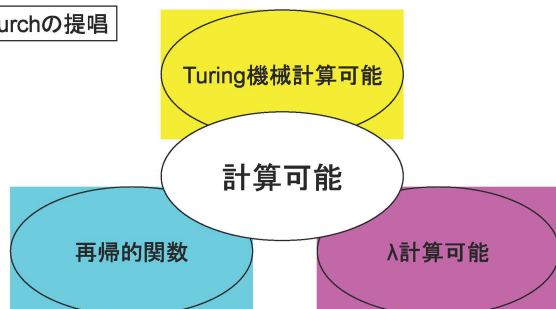 urchの提唱
Turing機械計算可能
計算可能
再帰的関数
λ計算可能